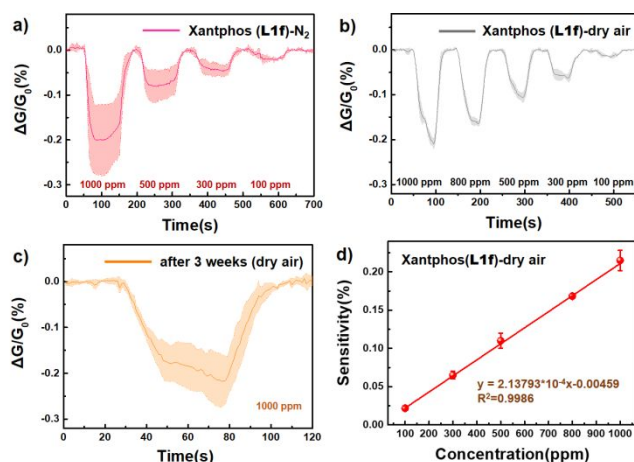 a)
Xantphos (L1f)-N₂
ΔG/G₀(%)
0.0
-0.1
-0.2
-0.3
1000 ppm 500 ppm 300 ppm 100 ppm
0 100 200 300 400 500 600 700
Time(s)
b)
Xantphos (L1f)-dry air
ΔG/G₀(%)
0.0
-0.1
-0.2
-0.3
1000 ppm 800 ppm 500 ppm 300 ppm 100 ppm
0 100 200 300 400 500
Time(s)
c)
after 3 weeks (dry air)
ΔG/G₀(%)
0.0
-0.1
-0.2
-0.3
1000 ppm
0 20 40 60 80 100 120
Time(s)
d)
Xantphos(L1f)-dry air
Sensitivity(%)
0.20
0.15
0.10
0.05
0.00
y = 2.13793*10⁻⁴x-0.00459
R²=0.9986
100 200 300 400 500 600 700 800 900 1000
Concentration(ppm)